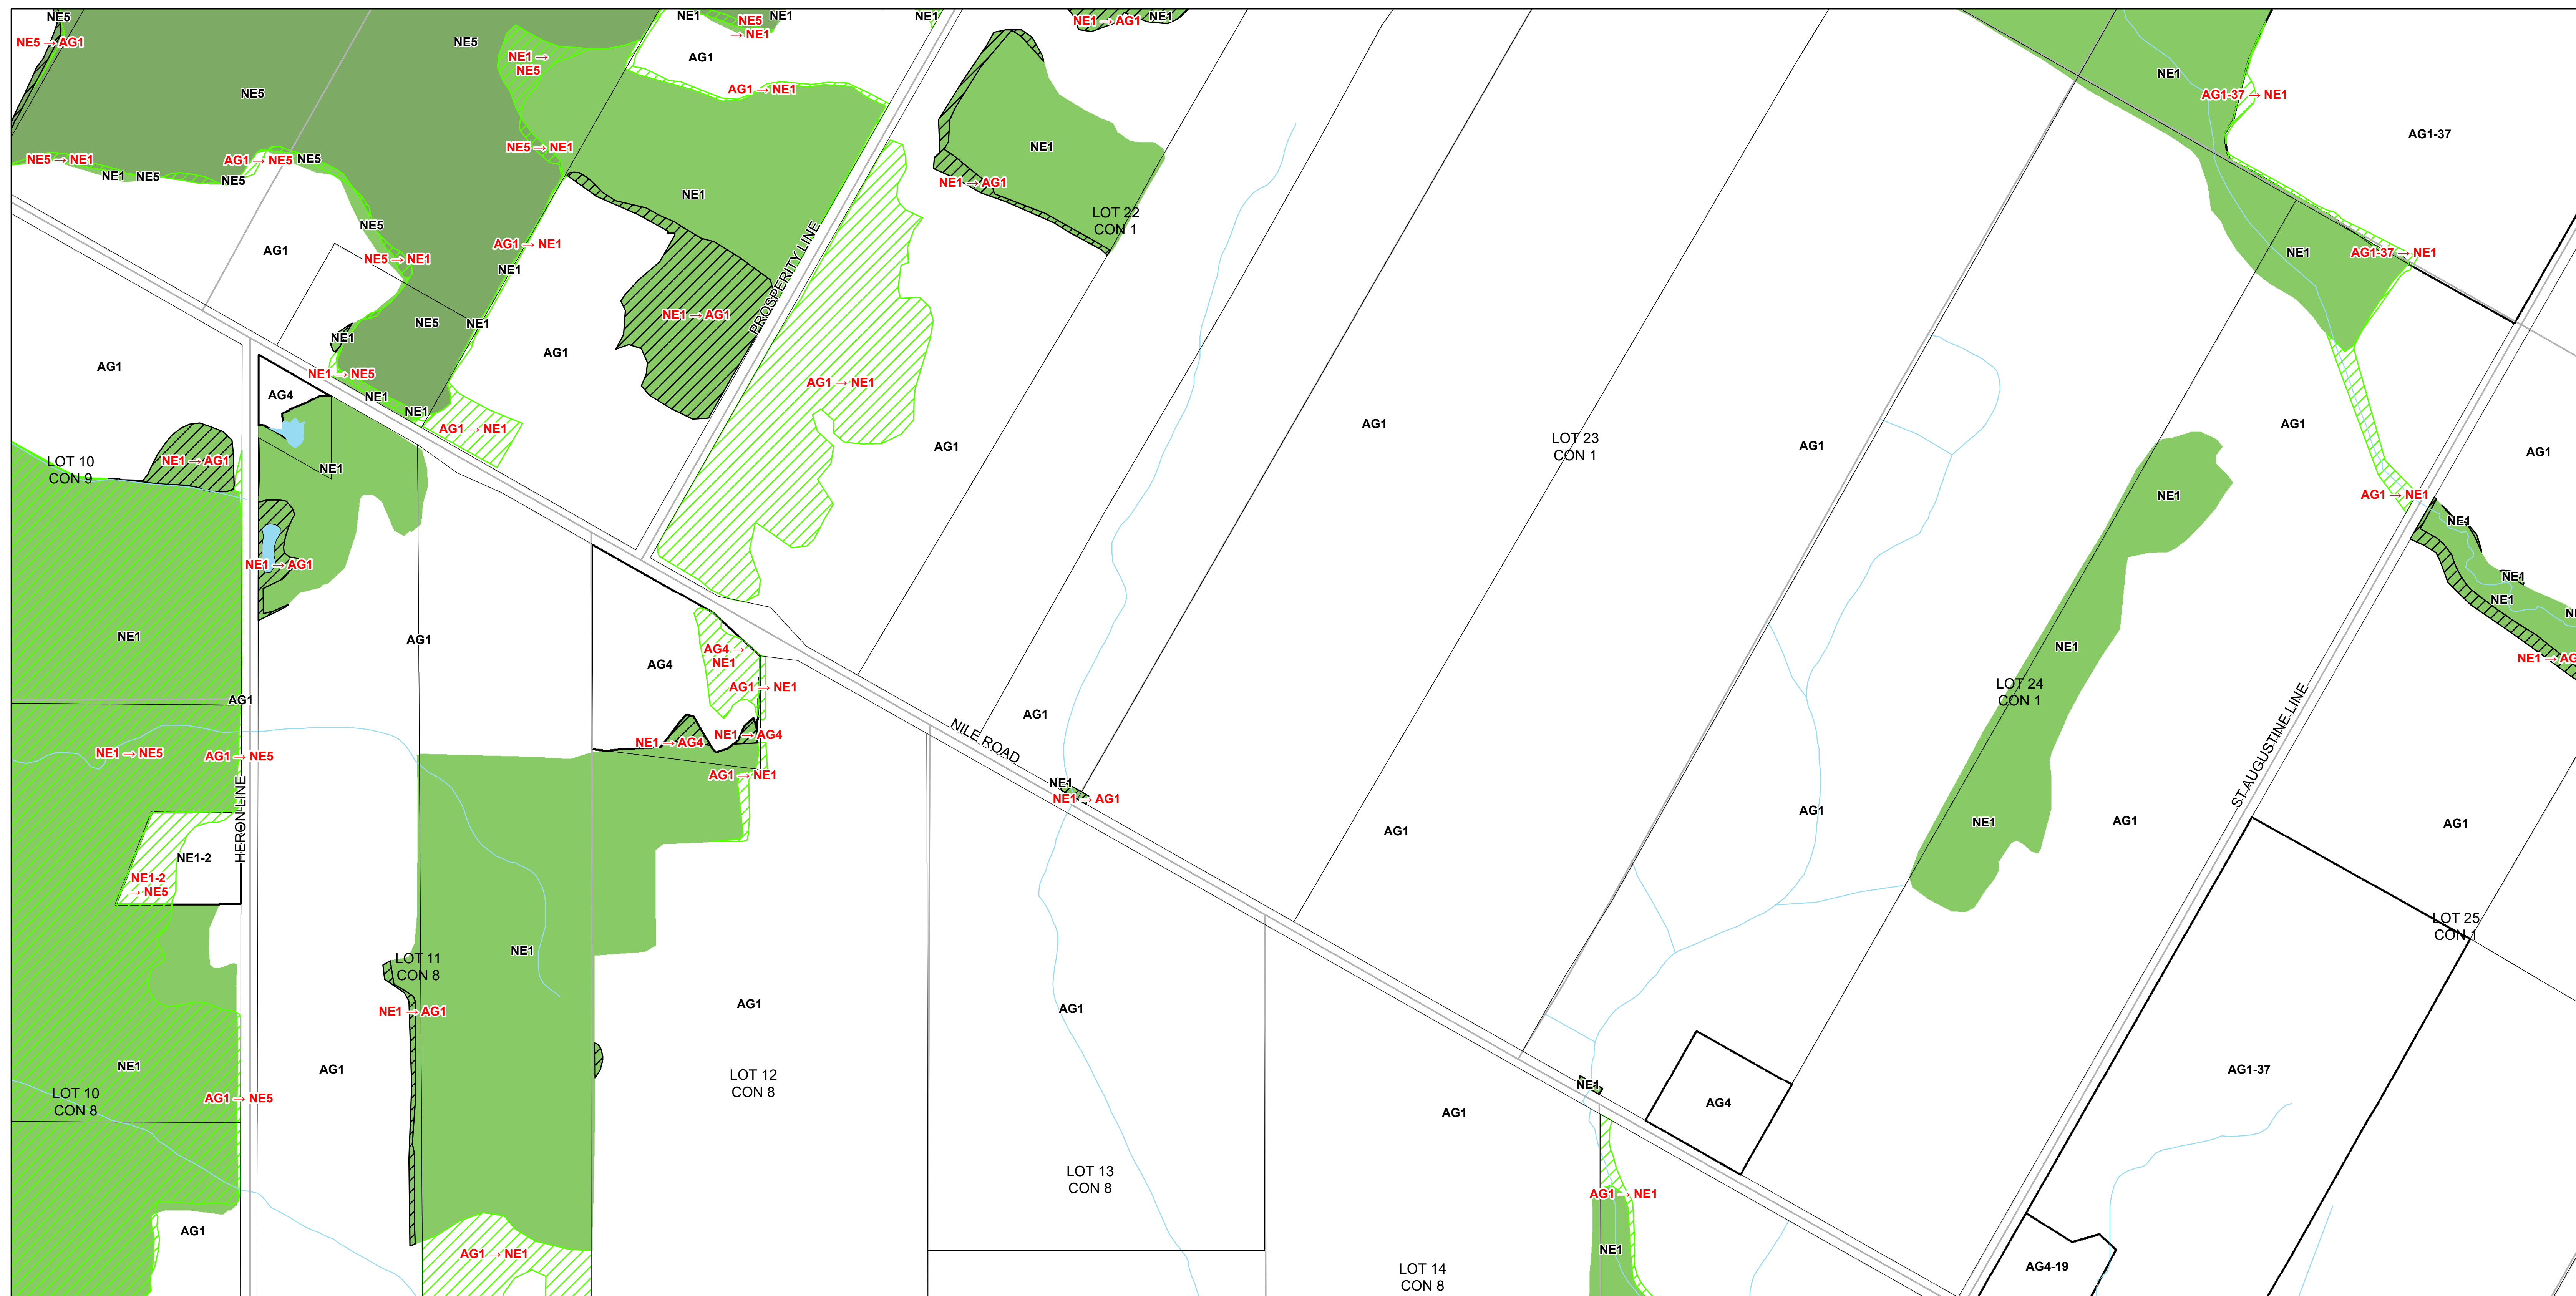 NE5
NE1
NE5
→ NE1
NE1
NE1
NE1 → AG1
NE1
NE5 → AG1
NE5
NE1 →
NE5
AG1
NE1
AG1 → NE1
NE5
AG1-37 → NE1
AG1-37
NE5 → NE1
AG1 → NE5
NE5
NE5 → NE1
NE1
NE1
NE5
NE5
NE1
NE1 → AG1
LOT 22
CON 1
NE5
AG1
AG1 → NE1
NE5 → NE1
NE1
NE1
AG1-37 → NE1
PROSPERITY LINE
NE1 → AG1
NE5
NE1
NE1
AG1
AG1
NE1 → NE5
AG1 → NE1
AG4
NE1
NE1
AG1 → NE1
AG1
AG1
AG1
LOT 23
CON 1
AG1
AG1
LOT 10
CON 9
NE1 → AG1
NE1
NE1
AG1 → NE1
NE1
NE1 → AG1
NE1
NE1
NE1
AG1
AG4 →
NE1
AG4
NE1
NE1 → AG
AG1 → NE1
LOT 24
CON 1
AG1
AG1
NE1 → AG4
NE1 → AG4
NILE ROAD
ST AUGUSTINE LINE
NE1 → NE5
AG1 → NE5
AG1 → NE1
NE1
NE1 → AG1
HERON LINE
AG1
AG1
NE1
AG1
AG1
NE1-2
NE1-2
→ NE5
LOT 25
CON 1
NE1
LOT 11
CON 8
NE1 → AG1
AG1
AG1
NE1
AG1
AG1-37
LOT 12
CON 8
NE1
LOT 10
CON 8
AG1 → NE5
AG4
AG1
LOT 13
CON 8
AG1 → NE1
AG1
AG1 → NE1
NE1
AG4-19
LOT 14
CON 8